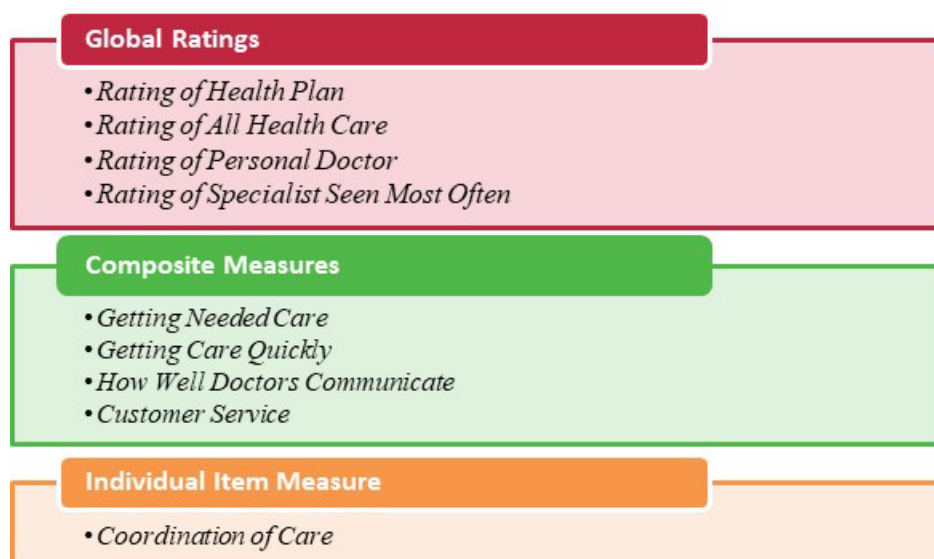 Global Ratings
•Rating of Health Plan
•Rating of All Health Care
•Rating of Personal Doctor
•Rating of Specialist Seen Most Often
Composite Measures
•Getting Needed Care
•Getting Care Quickly
•How Well Doctors Communicate
•Customer Service
Individual Item Measure
•Coordination of Care